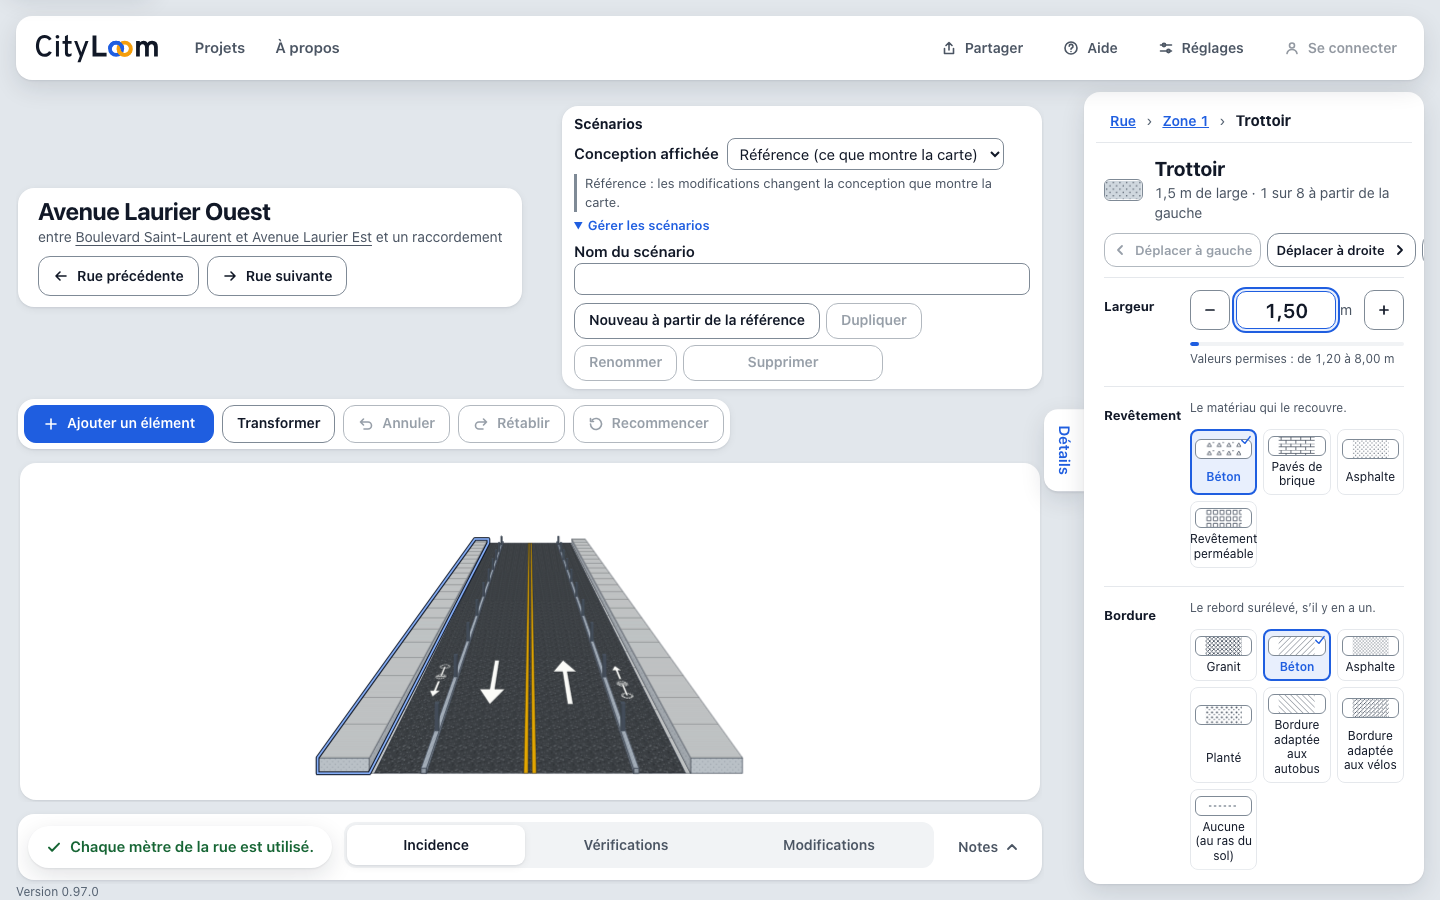 CityLoom
Projets
À propos
Partager
Aide
Réglages
Se connecter
Avenue Laurier Ouest
entre Boulevard Saint-Laurent et Avenue Laurier Est et un raccordement
Rue précédente
Rue suivante
Scénarios
Conception affichée
Référence (ce que montre la carte)
Référence : les modifications changent la conception que montre la
carte.
Gérer les scénarios
Nom du scénario
Nouveau à partir de la référence
Dupliquer
Renommer
Supprimer
Ajouter un élément
Transformer
Annuler
Rétablir
Recommencer
Détails
Chaque mètre de la rue est utilisé.
Incidence
Vérifications
Modifications
Notes
Version 0.97.0
Rue › Zone 1 › Trottoir
Trottoir
1,5 m de large · 1 sur 8 à partir de la
gauche
Déplacer à gauche
Déplacer à droite
Largeur
−
1,50
m
+
Valeurs permises : de 1,20 à 8,00 m
Revêtement
Le matériau qui le recouvre.
Béton
Pavés de
brique
Asphalte
Revêtement
perméable
Bordure
Le rebord surélevé, s’il y en a un.
Granit
Béton
Asphalte
Planté
Bordure
adaptée
aux
autobus
Bordure
adaptée
aux vélos
Aucune
(au ras du
sol)